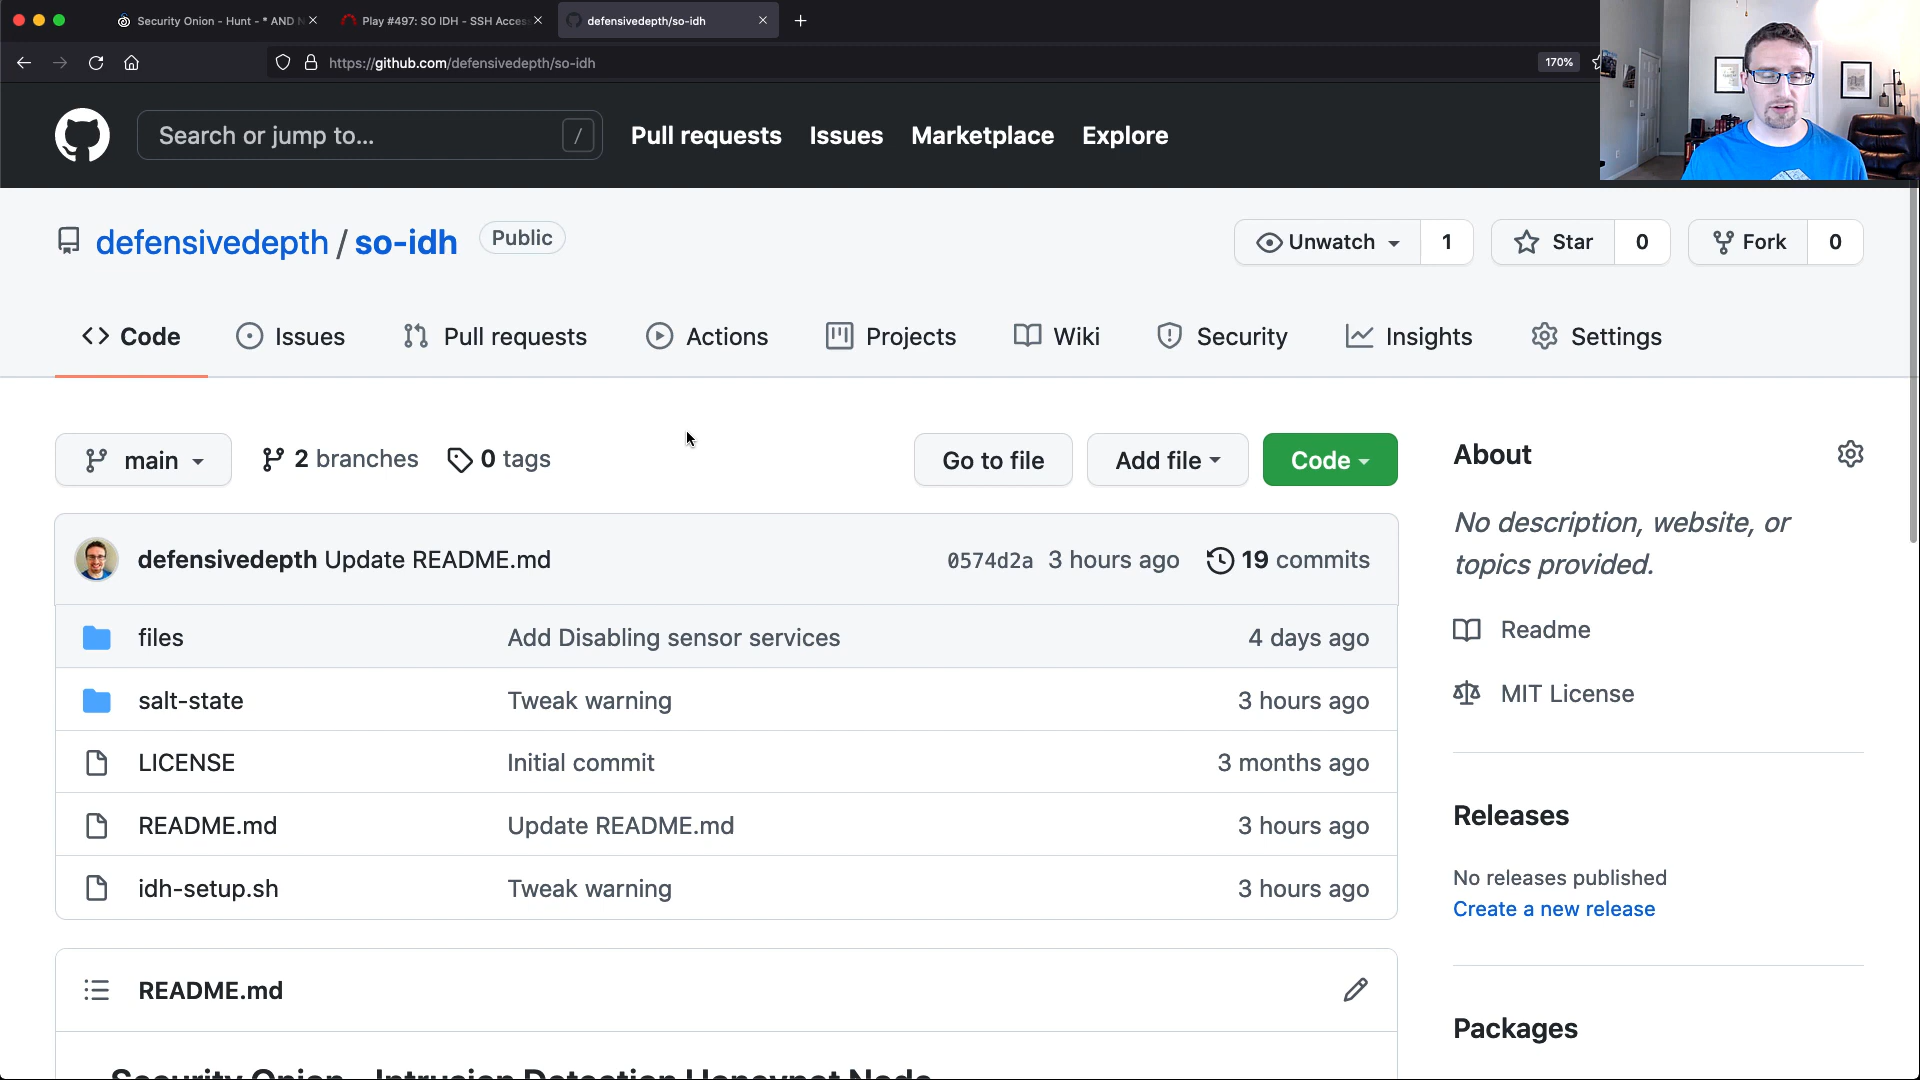 Security Onion - Hunt - * AND N
Play #497: SO IDH - SSH Acces
defensivedepth/so-idh
https://github.com/defensivedepth/so-idh
170%
Search or jump to...
/
Pull requests
Issues
Marketplace
Explore
defensivedepth / so-idh
Public
Unwatch
1
Star
0
Fork
0
Code
Issues
Pull requests
Actions
Projects
Wiki
Security
Insights
Settings
main
2 branches
0 tags
Go to file
Add file
Code
defensivedepth Update README.md
0574d2a 3 hours ago
19 commits
files Add Disabling sensor services 4 days ago
salt-state Tweak warning 3 hours ago
LICENSE Initial commit 3 months ago
README.md Update README.md 3 hours ago
idh-setup.sh Tweak warning 3 hours ago
README.md
Security Onion - Intrusion Detection Honeypot Node
About
No description, website, or
topics provided.
Readme
MIT License
Releases
No releases published
Create a new release
Packages